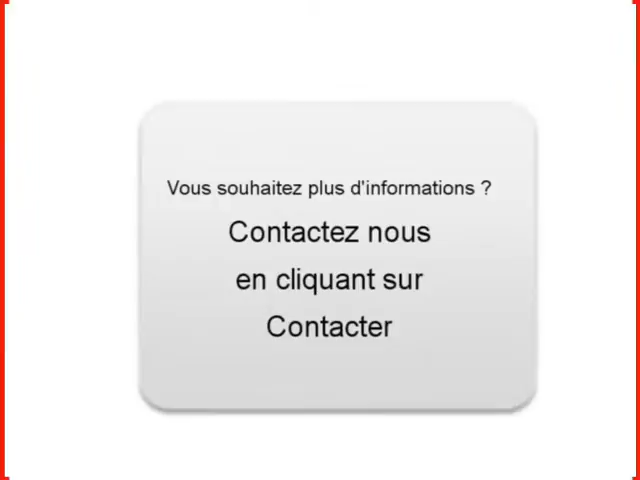 Vous souhaitez plus d'informations ?
Contactez nous
en cliquant sur
Contacter